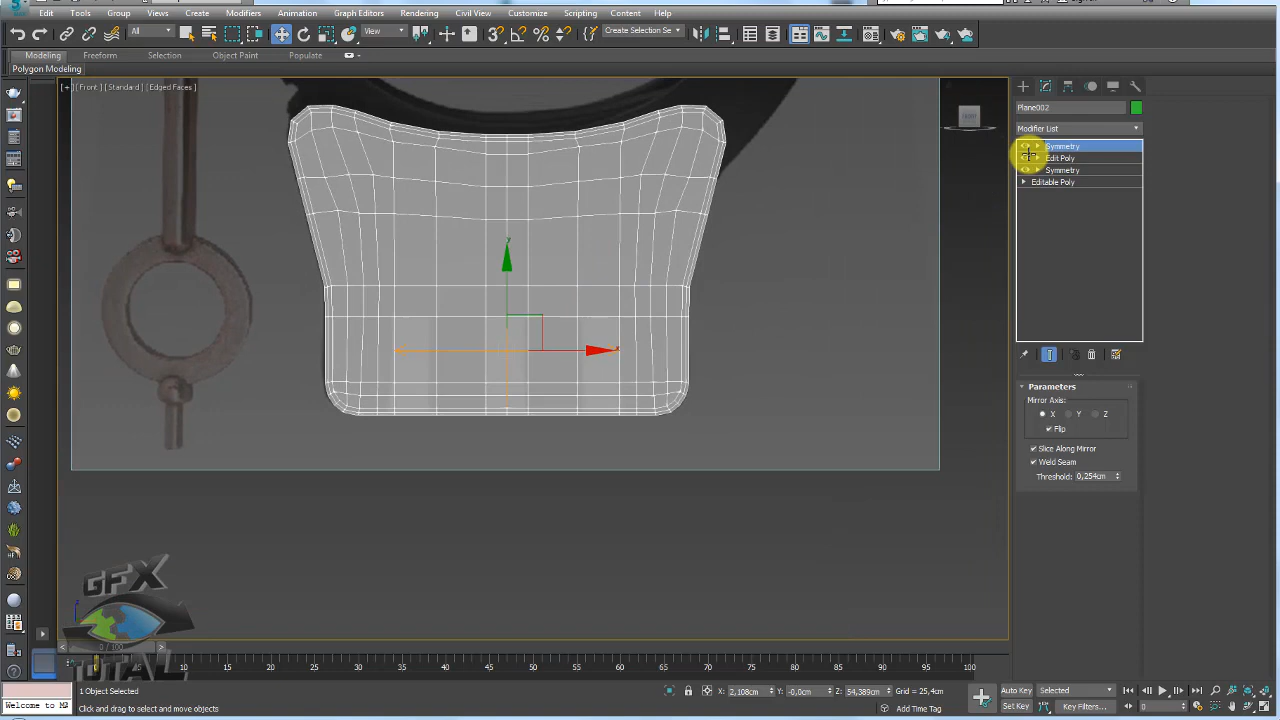 Edit Tools Group Views Create Modifiers Animation Graph Editors Rendering Civil View Customize Scripting Content Help
All View Create Selection Se
Modeling Freeform Selection Object Paint Populate
Polygon Modeling
[+] [Front] [Standard] [Edged Faces]
FRONT
Plane002
Modifier List
Symmetry
Edit Poly
Symmetry
Editable Poly
y
x
Parameters
Mirror Axis:
X Y Z
Flip
Slice Along Mirror
Weld Seam
Threshold: 0,254cm
GFX
TOTAL
0 / 100
10 15 20 25 30 35 40 45 50 55 60 65 70 75 80 85 90 95 100
1 Object Selected X: 2,108cm Y: -0,0cm Z: 54,389cm Grid = 25,4cm Auto Key Selected
Welcome to M Click and drag to select and move objects Add Time Tag Set Key Key Filters... 0